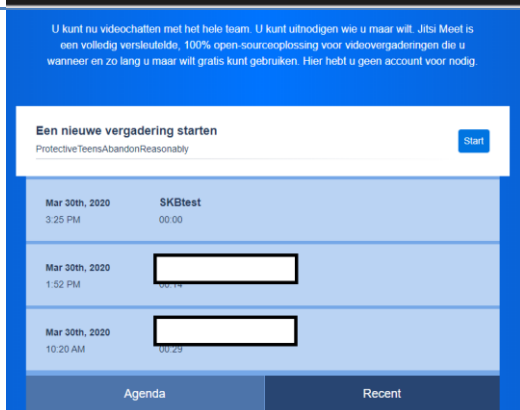 U kunt nu videochatten met het hele team. U kunt uitnodigen wie u maar wilt. Jitsi Meet is
een volledig versleutelde, 100% open-sourceoplossing voor videovergaderingen die u
wanneer en zo lang u maar wilt gratis kunt gebruiken. Hier hebt u geen account voor nodig.
Een nieuwe vergadering starten
ProtectiveTeensAbandonReasonably
Start
Mar 30th, 2020 SKBtest
3:25 PM 00:00
Mar 30th, 2020
1:52 PM
Mar 30th, 2020
10:20 AM 00:29
Agenda Recent